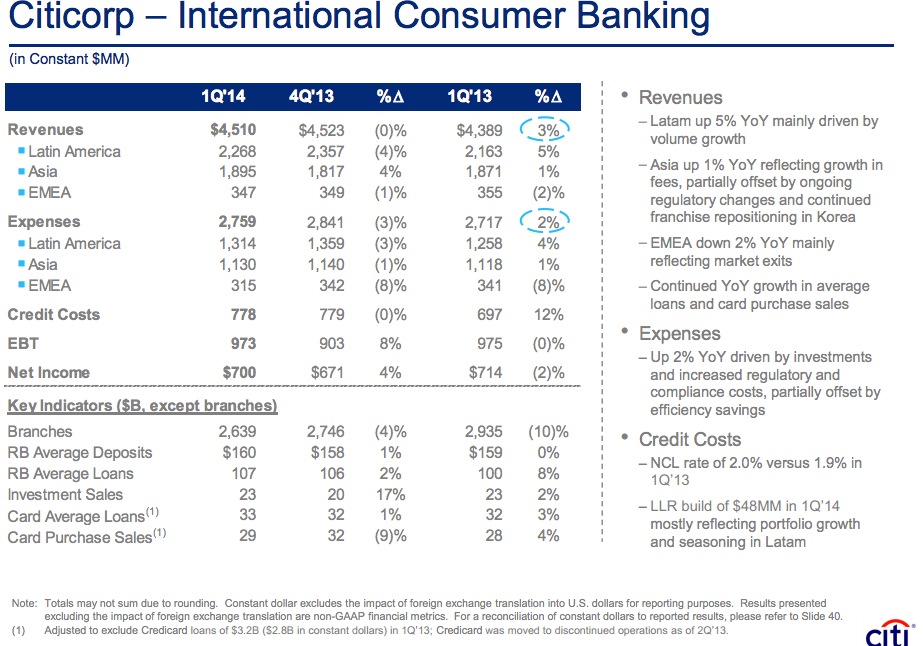 Citicorp – International Consumer Banking
(in Constant $MM)
1Q'14 4Q'13 %Δ 1Q'13 %Δ
Revenues $4,510 $4,523 (0)% $4,389 3%
Latin America 2,268 2,357 (4)% 2,163 5%
Asia 1,895 1,817 4% 1,871 1%
EMEA 347 349 (1)% 355 (2)%
Expenses 2,759 2,841 (3)% 2,717 2%
Latin America 1,314 1,359 (3)% 1,258 4%
Asia 1,130 1,140 (1)% 1,118 1%
EMEA 315 342 (8)% 341 (8)%
Credit Costs 778 779 (0)% 697 12%
EBT 973 903 8% 975 (0)%
Net Income $700 $671 4% $714 (2)%
Key Indicators ($B, except branches)
Branches 2,639 2,746 (4)% 2,935 (10)%
RB Average Deposits $160 $158 1% $159 0%
RB Average Loans 107 106 2% 100 8%
Investment Sales 23 20 17% 23 2%
Card Average Loans(1) 33 32 1% 32 3%
Card Purchase Sales(1) 29 32 (9)% 28 4%
• Revenues
– Latam up 5% YoY mainly driven by
volume growth
– Asia up 1% YoY reflecting growth in
fees, partially offset by ongoing
regulatory changes and continued
franchise repositioning in Korea
– EMEA down 2% YoY mainly
reflecting market exits
– Continued YoY growth in average
loans and card purchase sales
• Expenses
– Up 2% YoY driven by investments
and increased regulatory and
compliance costs, partially offset by
efficiency savings
• Credit Costs
– NCL rate of 2.0% versus 1.9% in
1Q'13
– LLR build of $48MM in 1Q'14
mostly reflecting portfolio growth
and seasoning in Latam
Note: Totals may not sum due to rounding. Constant dollar excludes the impact of foreign exchange translation into U.S. dollars for reporting purposes. Results presented
excluding the impact of foreign exchange translation are non-GAAP financial metrics. For a reconciliation of constant dollars to reported results, please refer to Slide 40.
(1) Adjusted to exclude Credicard loans of $3.2B ($2.8B in constant dollars) in 1Q'13; Credicard was moved to discontinued operations as of 2Q'13.
citi®